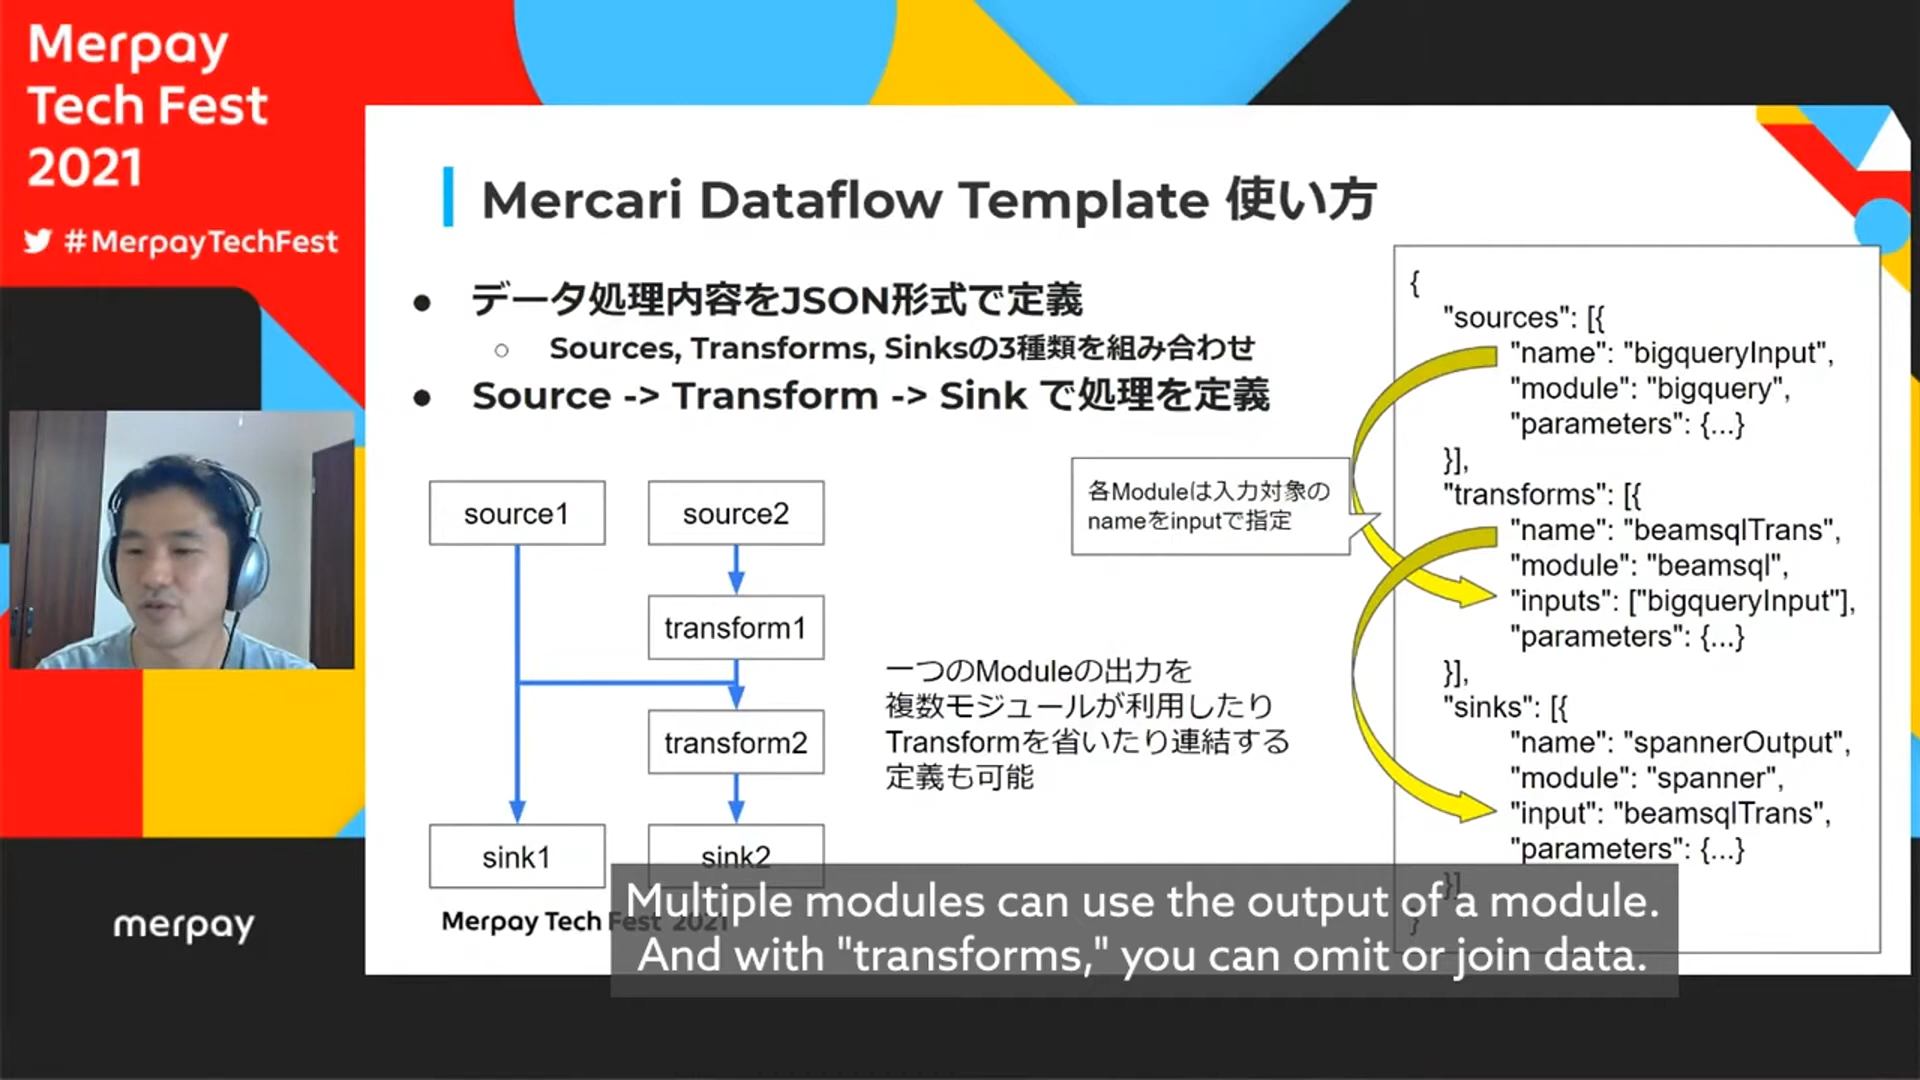 Merpay
Tech Fest
2021
#MerpayTechFest
Mercari Dataflow Template 使い方
● データ処理内容をJSON形式で定義
○ Sources, Transforms, Sinksの3種類を組み合わせ
● Source -> Transform -> Sink で処理を定義
source1
source2
transform1
transform2
sink1
sink2
各Moduleは入力対象の
nameをinputで指定
一つのModuleの出力を
複数モジュールが利用したり
Transformを省いたり連結する
定義も可能
{
"sources": [{
"name": "bigqueryInput",
"module": "bigquery",
"parameters": {...}
}],
"transforms": [{
"name": "beamsqlTrans",
"module": "beamsql",
"inputs": ["bigqueryInput"],
"parameters": {...}
}],
"sinks": [{
"name": "spannerOutput",
"module": "spanner",
"input": "beamsqlTrans",
"parameters": {...}
}]
}
Merpay Tech Fest 2021
Multiple modules can use the output of a module.
And with "transforms," you can omit or join data.
merpay